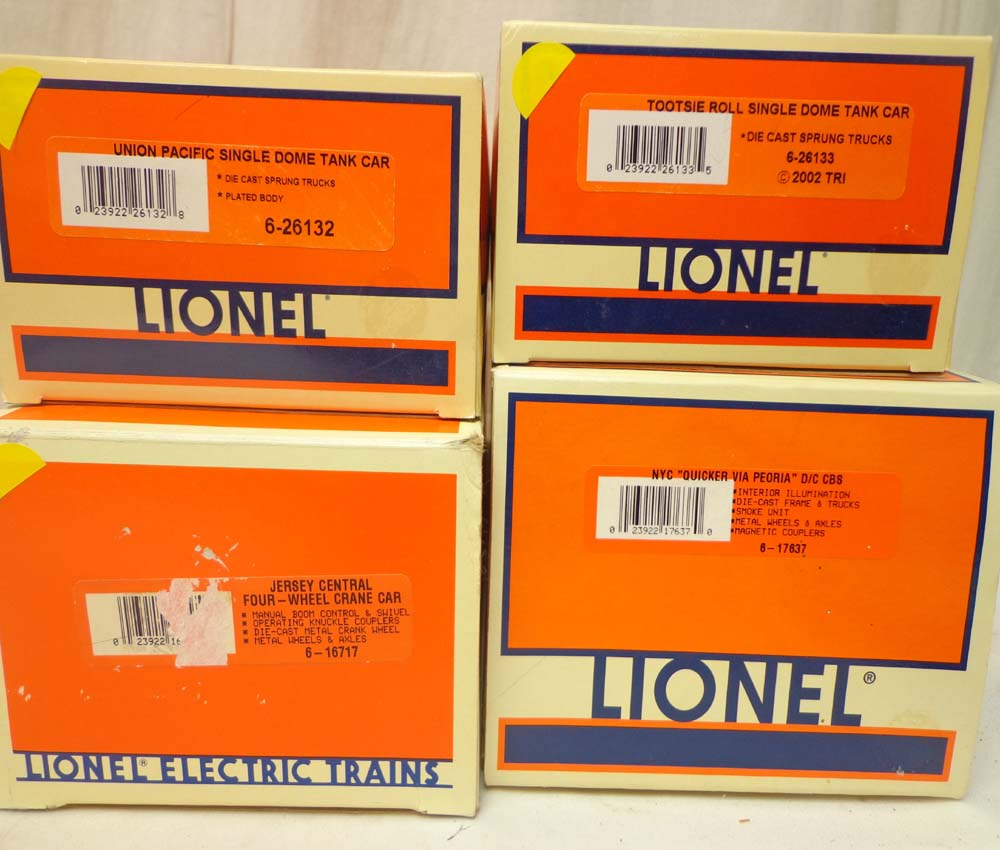 UNION PACIFIC SINGLE DOME TANK CAR
* DIE CAST SPRUNG TRUCKS
* PLATED BODY
0 23922 26132 8
6-26132
LIONEL
TOOTSIE ROLL SINGLE DOME TANK CAR
*DIE CAST SPRUNG TRUCKS
6-26133
© 2002 TRI
0 23922 26133 5
LIONEL
JERSEY CENTRAL
FOUR-WHEEL CRANE CAR
■ MANUAL BOOM CONTROL & SWIVEL
■ OPERATING KNUCKLE COUPLERS
■ DIE-CAST METAL CRANK WHEEL
■ METAL WHEELS & AXLES
0 23922 16
6-16717
LIONEL® ELECTRIC TRAINS
NYC "QUICKER VIA PEORIA" D/C CBS
*INTERIOR ILLUMINATION
*DIE-CAST FRAME & TRUCKS
*SMOKE UNIT
*METAL WHEELS & AXLES
*MAGNETIC COUPLERS
0 23922 17637 0
6-17637
LIONEL®